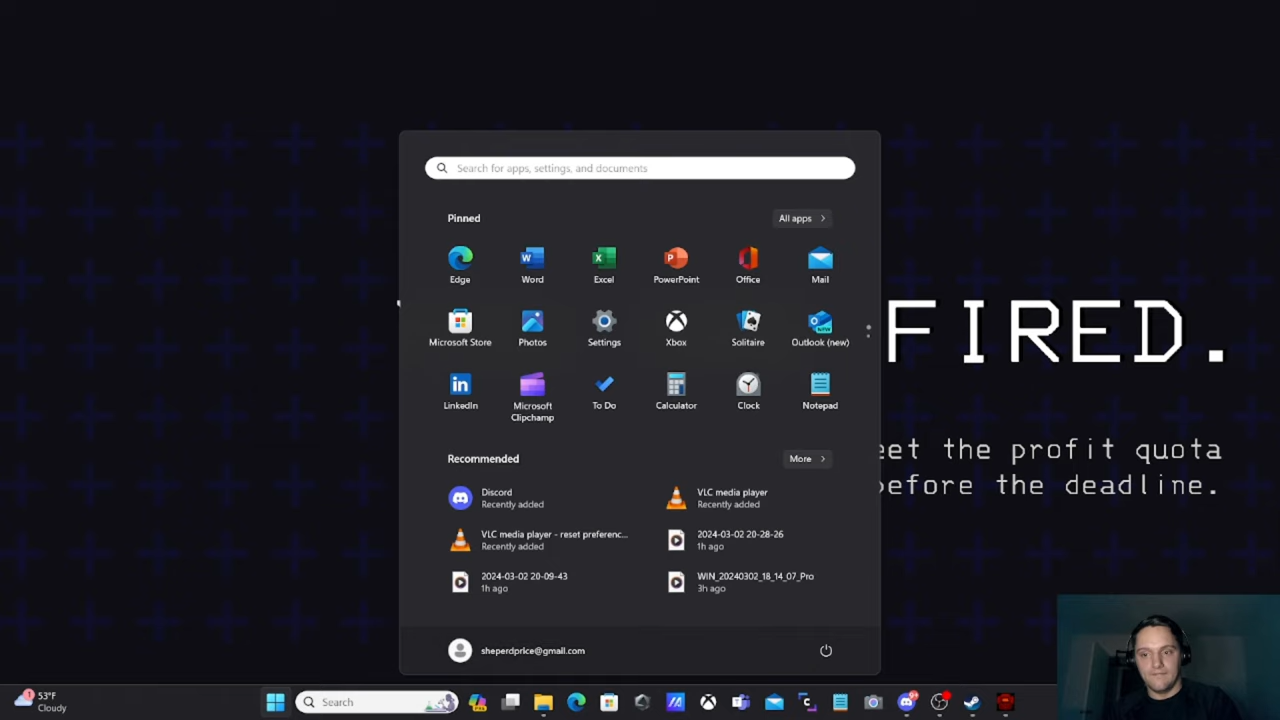 Search for apps, settings, and documents
Pinned
All apps
Edge
Word
Excel
PowerPoint
Office
Mail
Microsoft Store
Photos
Settings
Xbox
Solitaire
Outlook (new)
LinkedIn
Microsoft
Clipchamp
To Do
Calculator
Clock
Notepad
FIRED.
eet the profit quota
before the deadline.
Recommended
More
Discord
Recently added
VLC media player
Recently added
VLC media player - reset preferenc...
Recently added
2024-03-02 20-28-26
1h ago
2024-03-02 20-09-43
1h ago
WIN_20240302_18_14_07_Pro
3h ago
sheperdprice@gmail.com
53°F
Cloudy
Search